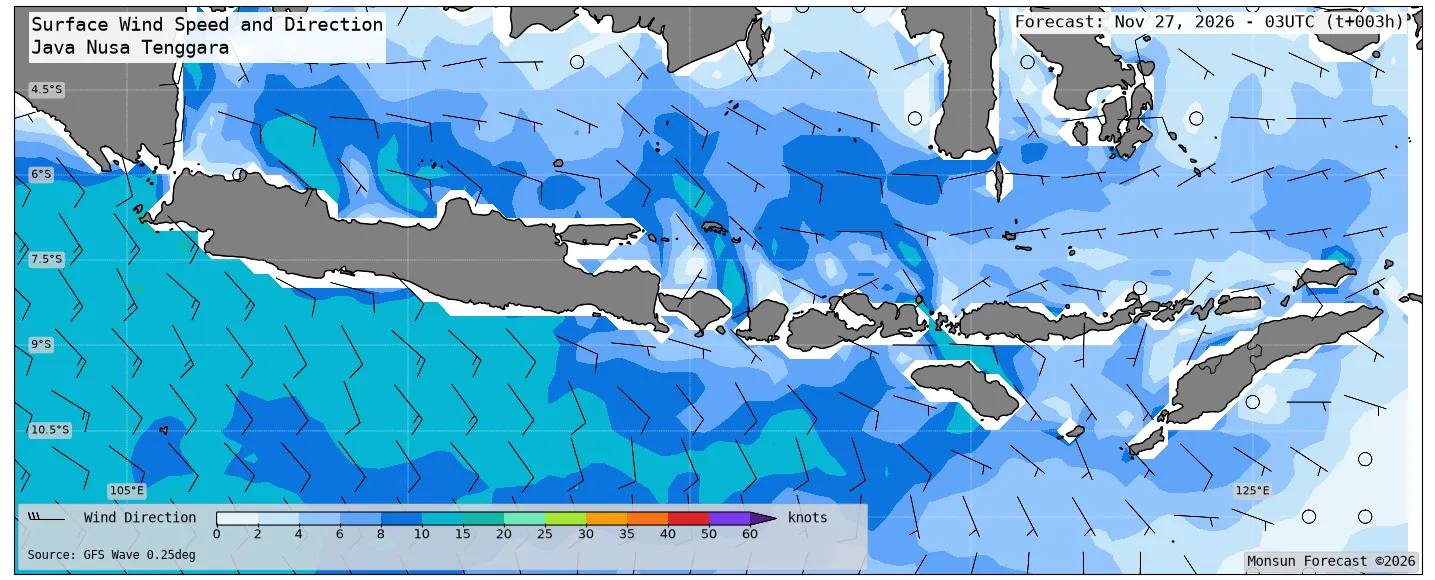 Surface Wind Speed and Direction
Java Nusa Tenggara
Forecast: Nov 27, 2026 - 03UTC (t+003h)
4.5°S
6°S
7.5°S
9°S
10.5°S
105°E
125°E
Wind Direction
knots
0 2 4 6 8 10 15 20 25 30 35 40 50 60
Source: GFS Wave 0.25deg
Monsun Forecast ©2026